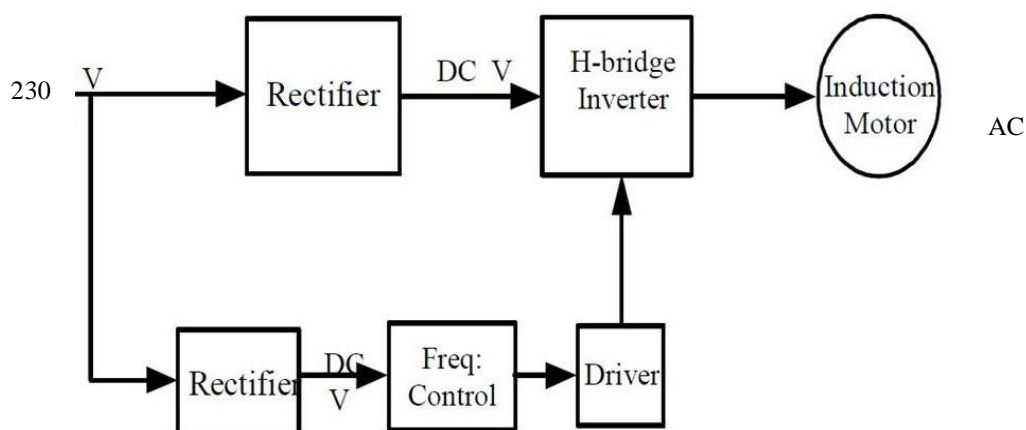 230
V
Rectifier
DC V
H-bridge
Inverter
Induction
Motor
AC
Rectifier
DC
V
Freq:
Control
Driver